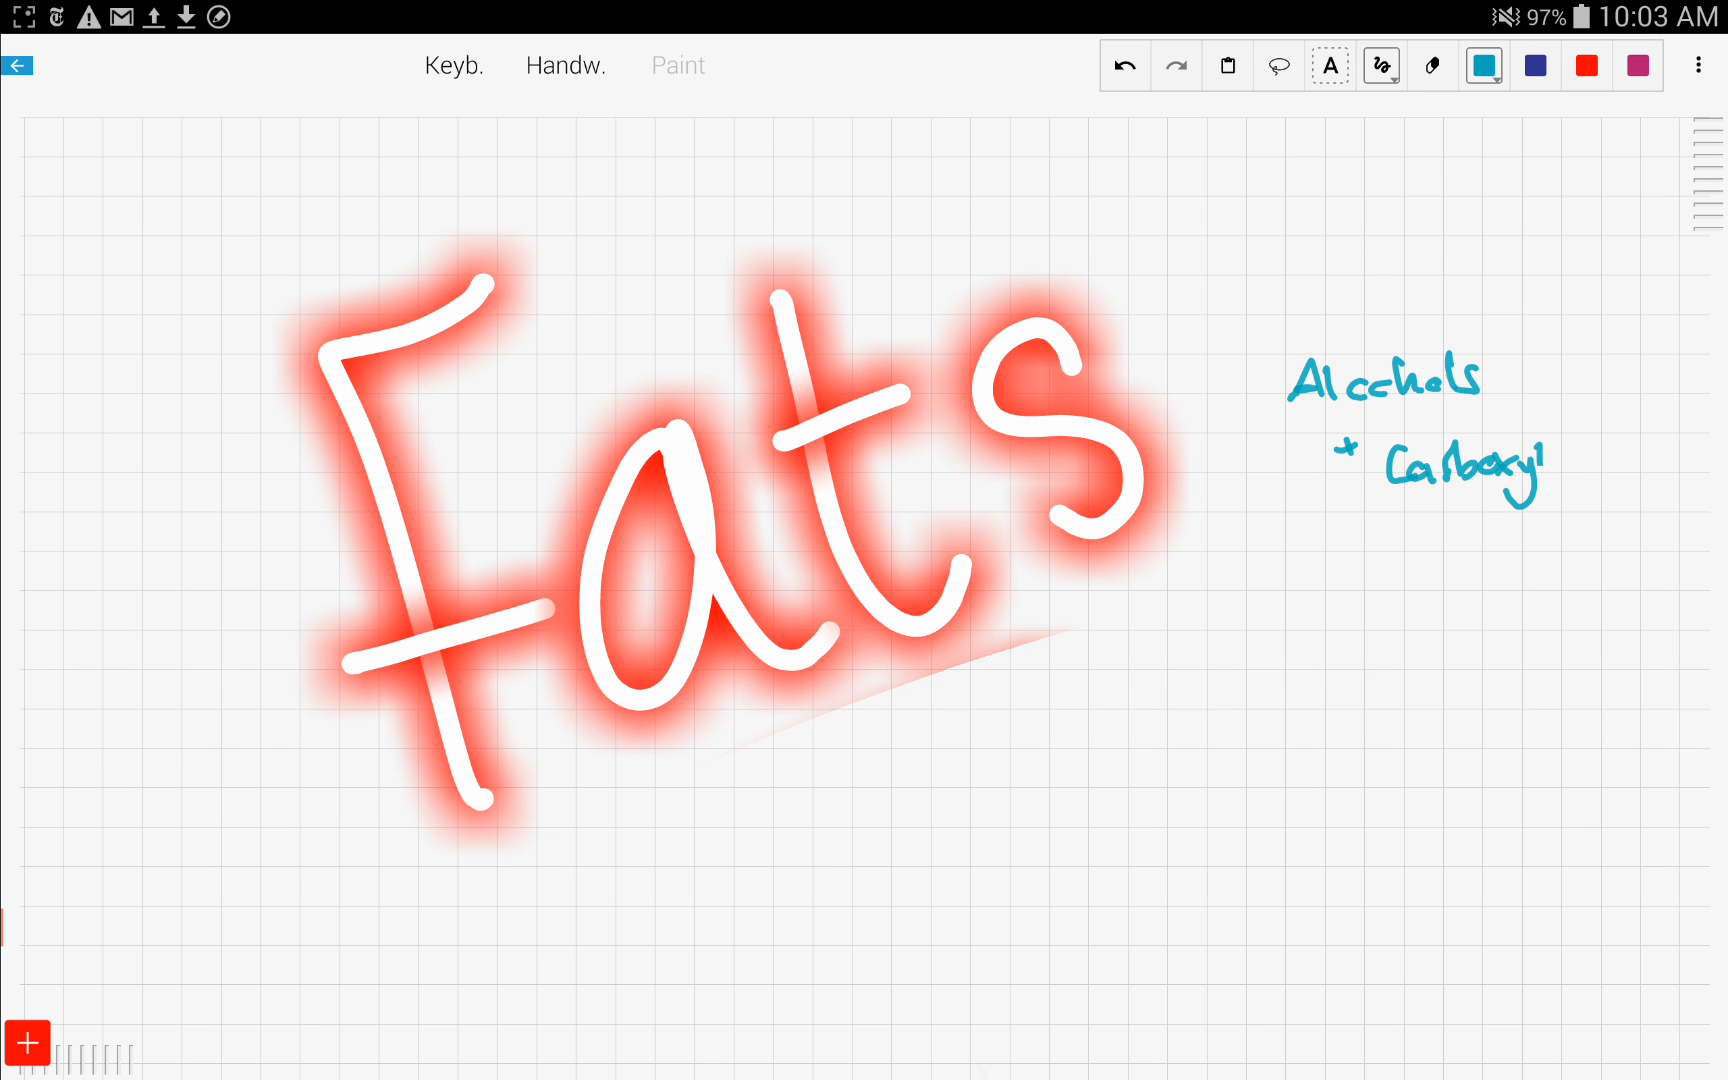 97% 10:03 AM
Keyb. Handw. Paint
A
Fats
Alcohols
+ Carboxyl